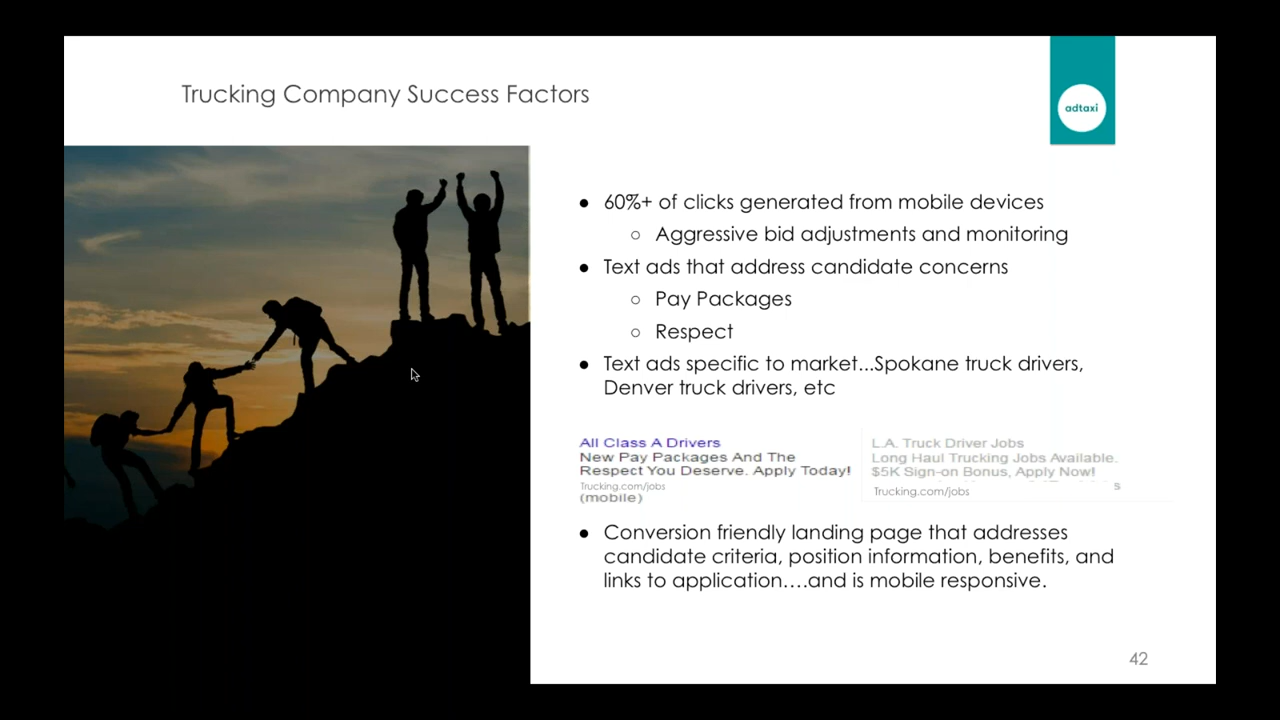 Trucking Company Success Factors
adtaxi
● 60%+ of clicks generated from mobile devices
○ Aggressive bid adjustments and monitoring
● Text ads that address candidate concerns
○ Pay Packages
○ Respect
● Text ads specific to market...Spokane truck drivers,
Denver truck drivers, etc
All Class A Drivers
New Pay Packages And The
Respect You Deserve. Apply Today!
Trucking.com/jobs
(mobile)
L.A. Truck Driver Jobs
Long Haul Trucking Jobs Available.
$5K Sign-on Bonus, Apply Now!
Trucking.com/jobs
● Conversion friendly landing page that addresses
candidate criteria, position information, benefits, and
links to application....and is mobile responsive.
42